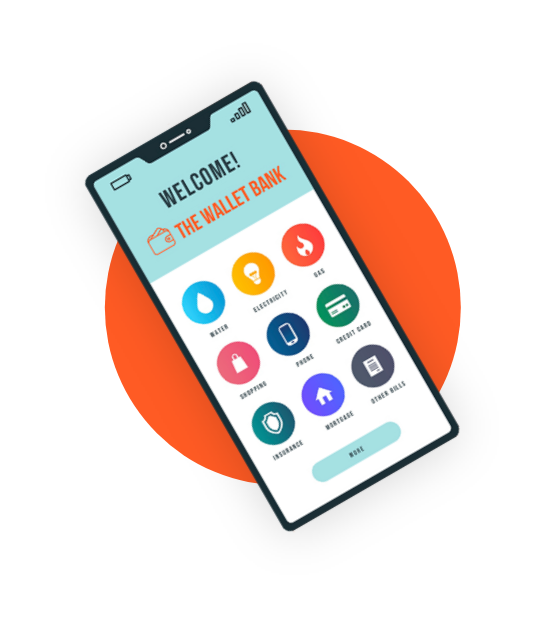 WELCOME!
THE WALLET BANK
WATER
ELECTRICITY
GAS
SHOPPING
PHONE
CREDIT CARD
INSURANCE
MORTGAGE
OTHER BILLS
MORE